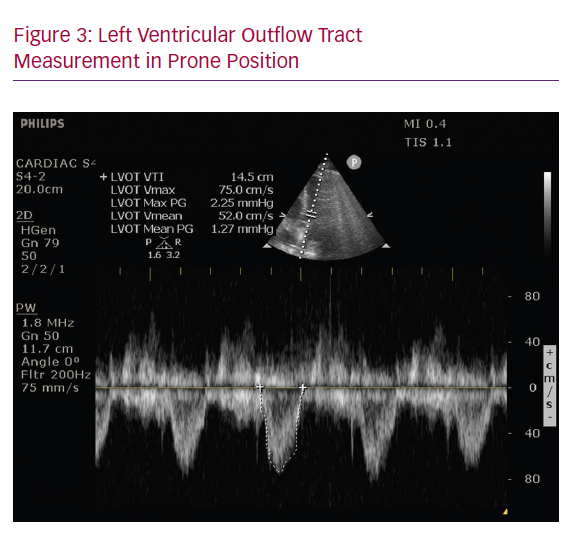 Figure 3: Left Ventricular Outflow Tract
Measurement in Prone Position
PHILIPS
MI 0.4
TIS 1.1
CARDIAC S4
S4-2
20.0cm
2D
HGen
Gn 79
50
2/2/1
PW
1.8 MHz
Gn 50
11.7 cm
Angle 0°
Fltr 200Hz
75 mm/s
+ LVOT VTI 14.5 cm
LVOT Vmax 75.0 cm/s
LVOT Max PG 2.25 mmHg
LVOT Vmean 52.0 cm/s
LVOT Mean PG 1.27 mmHg
P R
1.6 3.2
P
80
40
+
cm/s
-
0
40
80